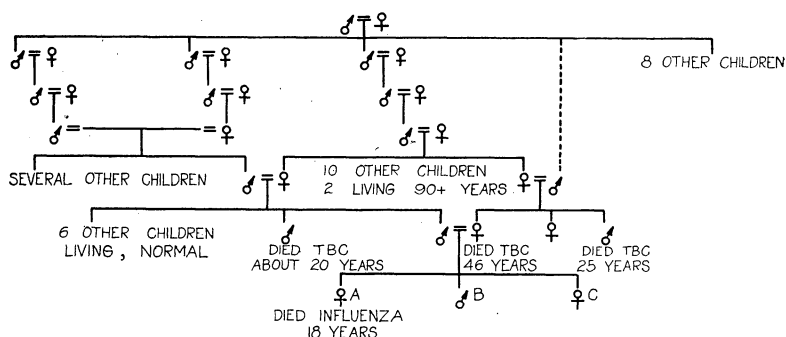 8 OTHER CHILDREN
SEVERAL OTHER CHILDREN
10 OTHER CHILDREN
2 LIVING 90+ YEARS
6 OTHER CHILDREN
LIVING, NORMAL
DIED TBC
ABOUT 20 YEARS
DIED TBC
46 YEARS
DIED TBC
25 YEARS
A
B
C
DIED INFLUENZA
18 YEARS